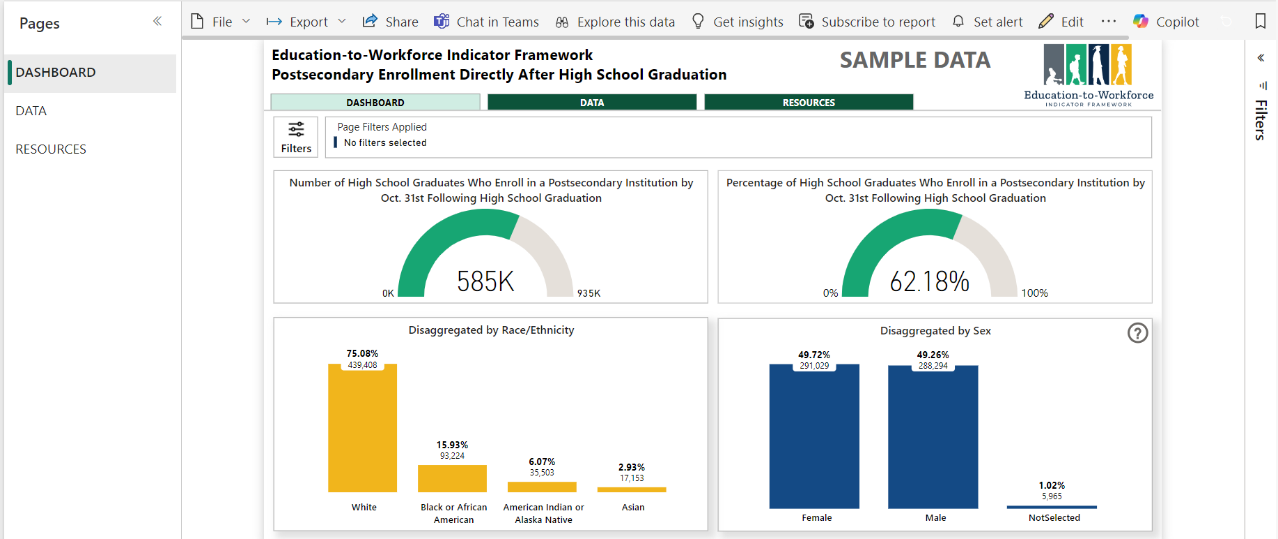 Pages
File
Export
Share
Chat in Teams
Explore this data
Get insights
Subscribe to report
Set alert
Edit
Copilot
DASHBOARD
DATA
RESOURCES
Education-to-Workforce Indicator Framework
Postsecondary Enrollment Directly After High School Graduation
SAMPLE DATA
Education-to-Workforce
INDICATOR FRAMEWORK
DASHBOARD
DATA
RESOURCES
Filters
Filters
Page Filters Applied
No filters selected
Number of High School Graduates Who Enroll in a Postsecondary Institution by
Oct. 31st Following High School Graduation
585K
0K
935K
Percentage of High School Graduates Who Enroll in a Postsecondary Institution by
Oct. 31st Following High School Graduation
62.18%
0%
100%
Disaggregated by Race/Ethnicity
75.08%
439,408
15.93%
93,224
6.07%
35,503
2.93%
17,153
White
Black or African
American
American Indian or
Alaska Native
Asian
Disaggregated by Sex
?
49.72%
291,029
49.26%
288,294
1.02%
5,965
Female
Male
NotSelected